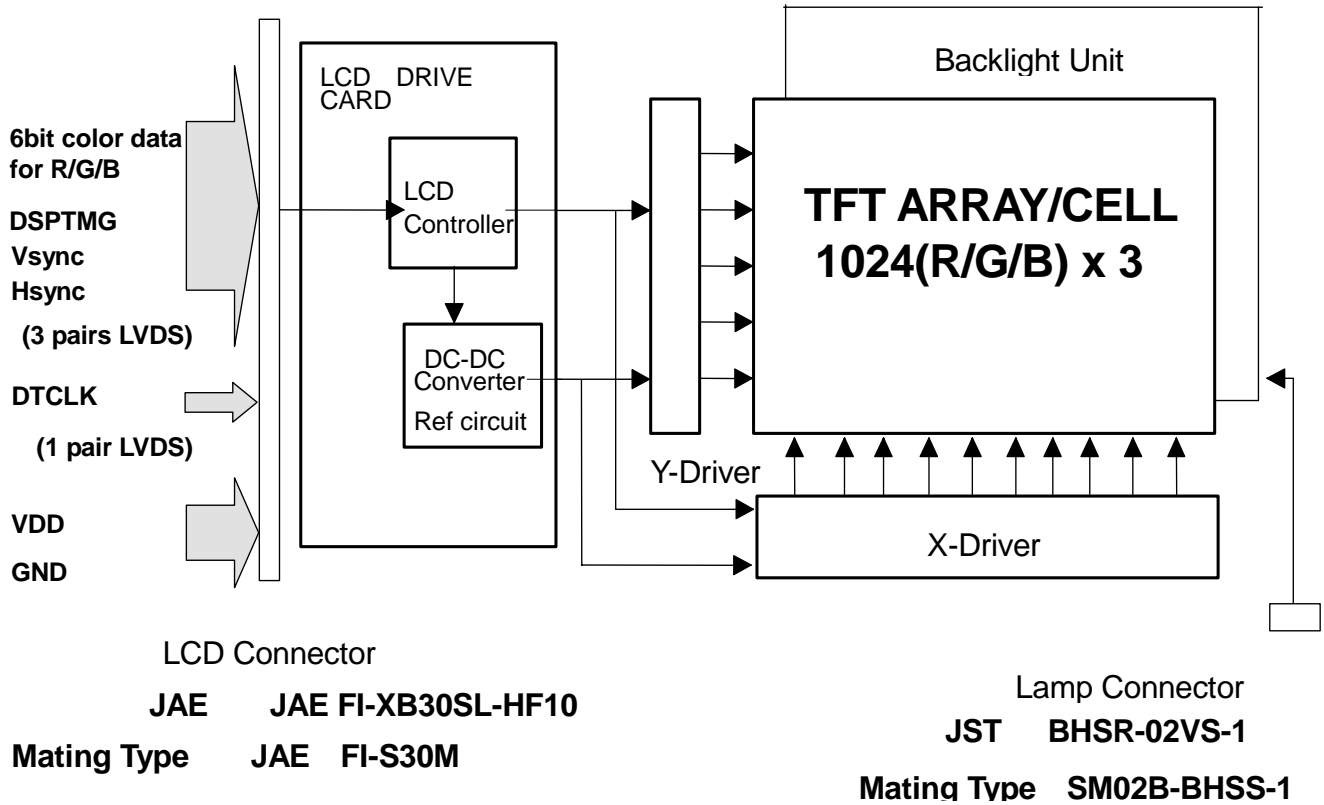 6bit color data
for R/G/B
DSPTMG
Vsync
Hsync
(3 pairs LVDS)
DTCLK
(1 pair LVDS)
VDD
GND
LCD DRIVE
CARD
LCD
Controller
DC-DC
Converter
Ref circuit
Backlight Unit
TFT ARRAY/CELL
1024(R/G/B) x 3
Y-Driver
X-Driver
LCD Connector
JAE JAE FI-XB30SL-HF10
Mating Type JAE FI-S30M
Lamp Connector
JST BHSR-02VS-1
Mating Type SM02B-BHSS-1